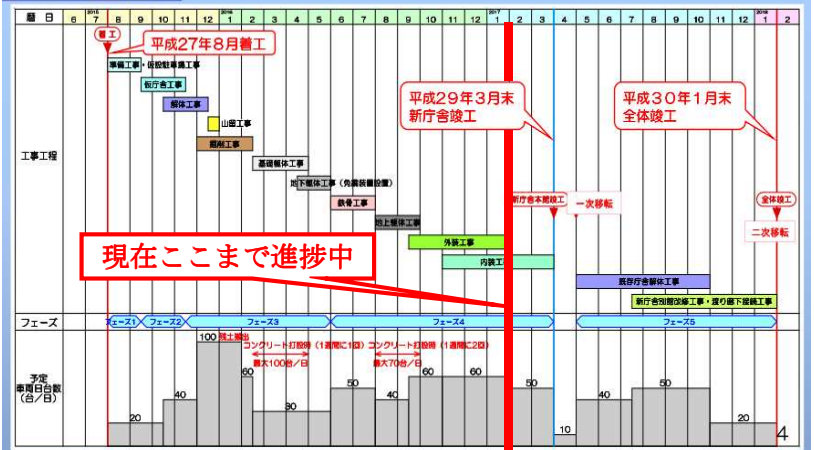 暦 日
2015
2016
2017
2018
6 7 8 9 10 11 12 1 2 3 4 5 6 7 8 9 10 11 12 1 2 3 4 5 6 7 8 9 10 11 12 1 2
着工
平成27年8月着工
準備工事・仮設駐車場工事
仮庁舎工事
解体工事
山留工事
掘削工事
基礎躯体工事
地下躯体工事(免震装置設置)
鉄骨工事
地上躯体工事
外装工事
内装工
平成29年3月末
新庁舎竣工
平成30年1月末
全体竣工
工事工程
新庁舎本館竣工
一次移転
全体竣工
二次移転
現在ここまで進捗中
既存庁舎解体工事
新庁舎別館改修工事・渡り廊下接続工事
フェーズ
フェーズ1
フェーズ2
フェーズ3
フェーズ4
フェーズ5
予定
車両日台数
(台/日)
20
40
100 残土搬出
60
コンクリート打設時(1週間に1回)
最大100台/日
30
50
コンクリート打設時(1週間に2回)
最大70台/日
40
60
60
50
10
40
50
20
4